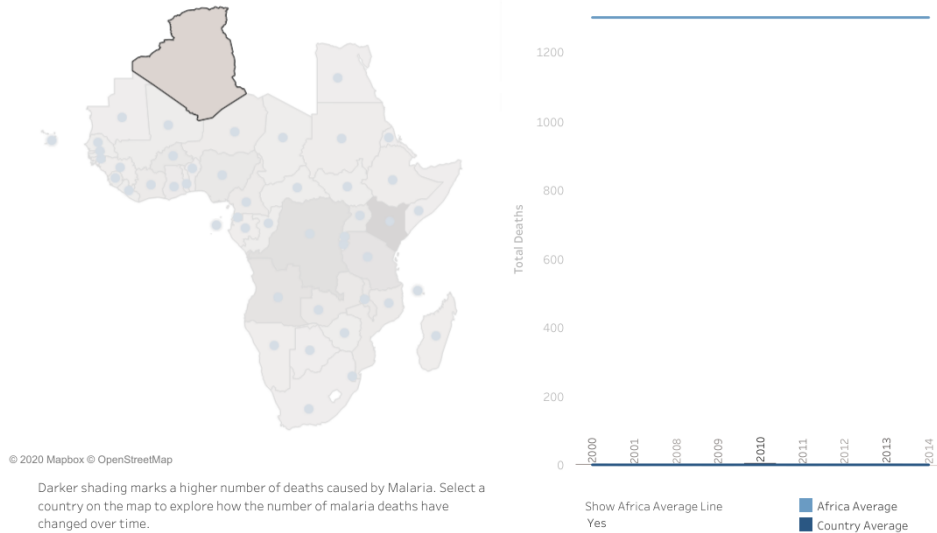 1200
1000
800
600
400
200
0
Total Deaths
2000
2001
2008
2009
2010
2011
2012
2013
2014
© 2020 Mapbox © OpenStreetMap
Darker shading marks a higher number of deaths caused by Malaria. Select a
country on the map to explore how the number of malaria deaths have
changed over time.
Show Africa Average Line
Yes
Africa Average
Country Average